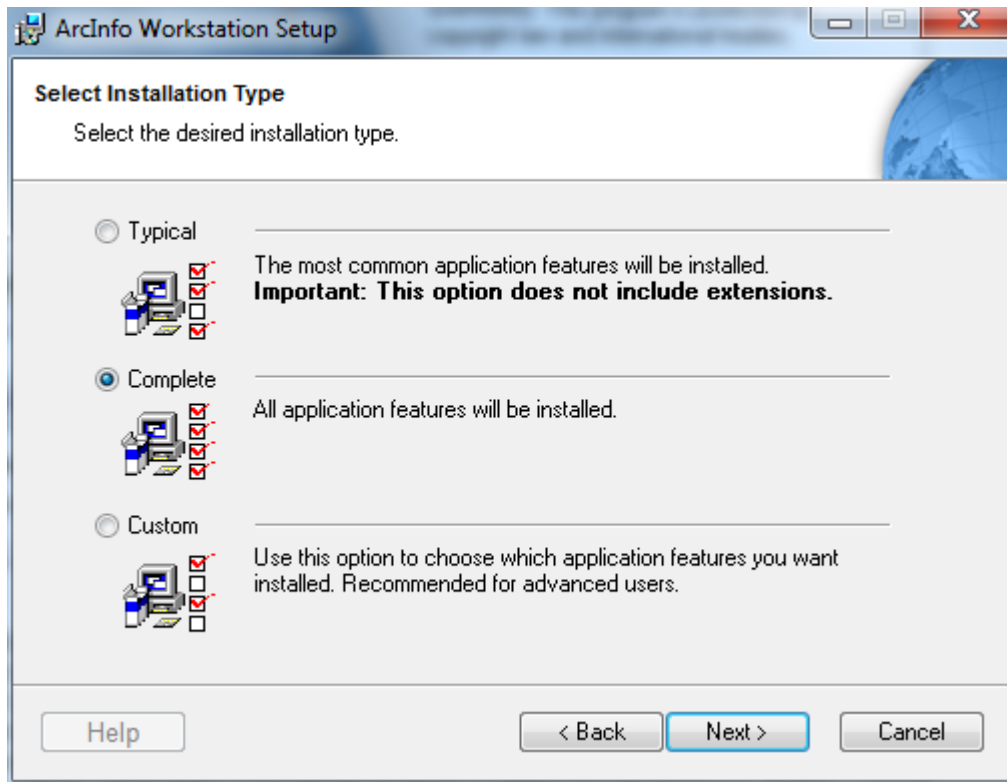 ArcInfo Workstation Setup
Select Installation Type
Select the desired installation type.
Typical
The most common application features will be installed.
Important: This option does not include extensions.
Complete
All application features will be installed.
Custom
Use this option to choose which application features you want
installed. Recommended for advanced users.
Help
< Back
Next >
Cancel